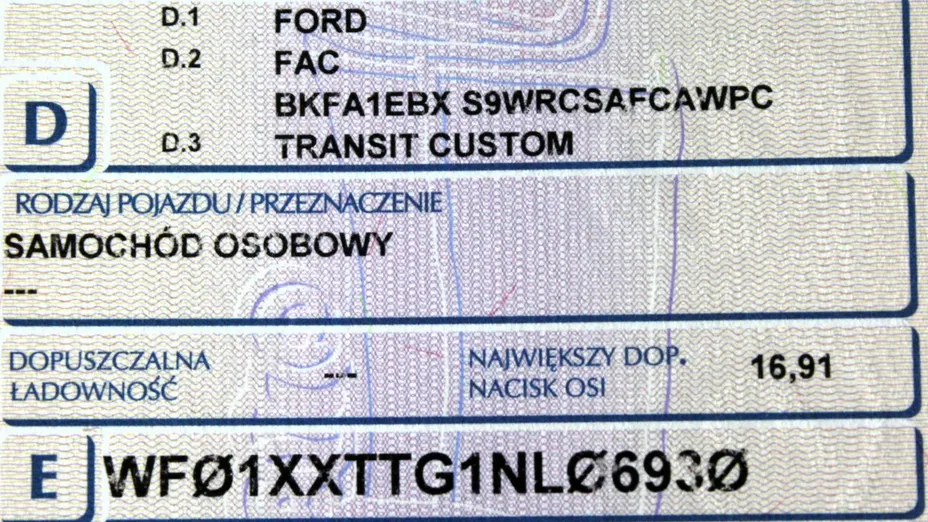 D.1 FORD
D.2 FAC
BKFA1EBX S9WRCSAFCAWPC
D
D.3 TRANSIT CUSTOM
RODZAJ POJAZDU / PRZEZNACZENIE
SAMOCHÓD OSOBOWY
---
DOPUSZCZALNA ŁADOWNOŚĆ --- NAJWIĘKSZY DOP. NACISK OSI 16,91
E WFØ1XXTTG1NLØ693Ø